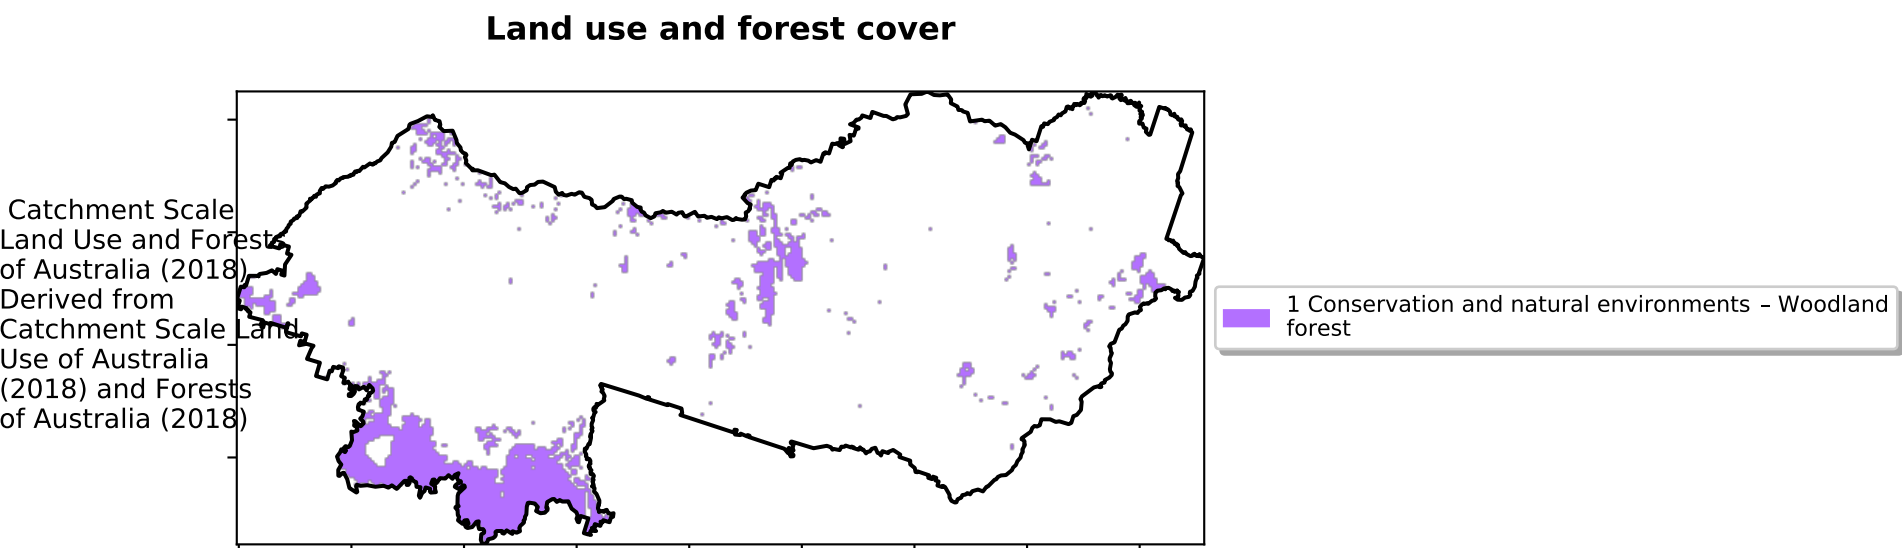 Land use and forest cover
Catchment Scale
Land Use and Forests
of Australia (2018)
Derived from
Catchment Scale Land
Use of Australia
(2018) and Forests
of Australia (2018)
1 Conservation and natural environments – Woodland
forest